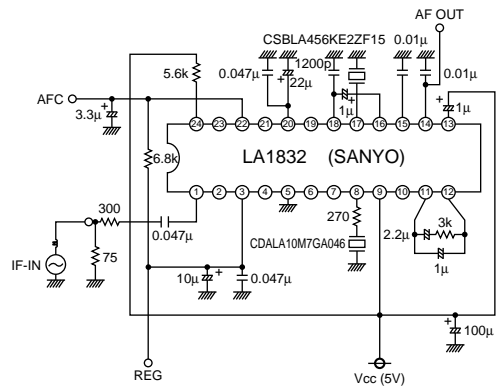 AF OUT
CSBLA456KE2ZF15
0.01μ
5.6k
0.047μ
22μ
+
1200p
1μ
+
0.01μ
AFC
3.3μ
+
+
1μ
24 23 22 21 20 19 18 17 16 15 14 13
6.8k
LA1832 (SANYO)
1 2 3 4 5 6 7 8 9 10 11 12
300
0.047μ
270
2.2μ
3k
75
CDALA10M7GA046
IF-IN
10μ
+
0.047μ
1μ
+
100μ
REG
Vcc (5V)